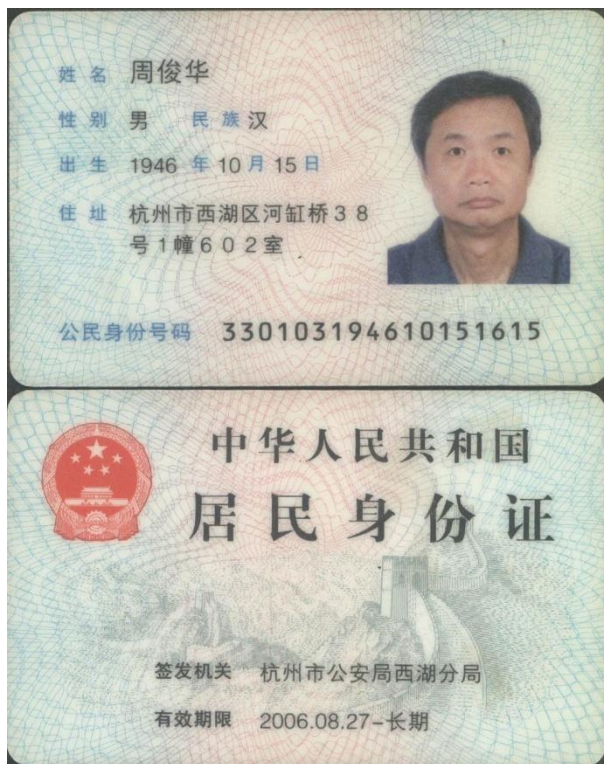 姓名 周俊华
性别 男 民族 汉
出生 1946 年 10 月 15 日
住址 杭州市西湖区河缸桥38
号1幢602室
公民身份号码 330103194610151615
中华人民共和国
居民身份证
签发机关 杭州市公安局西湖分局
有效期限 2006.08.27-长期